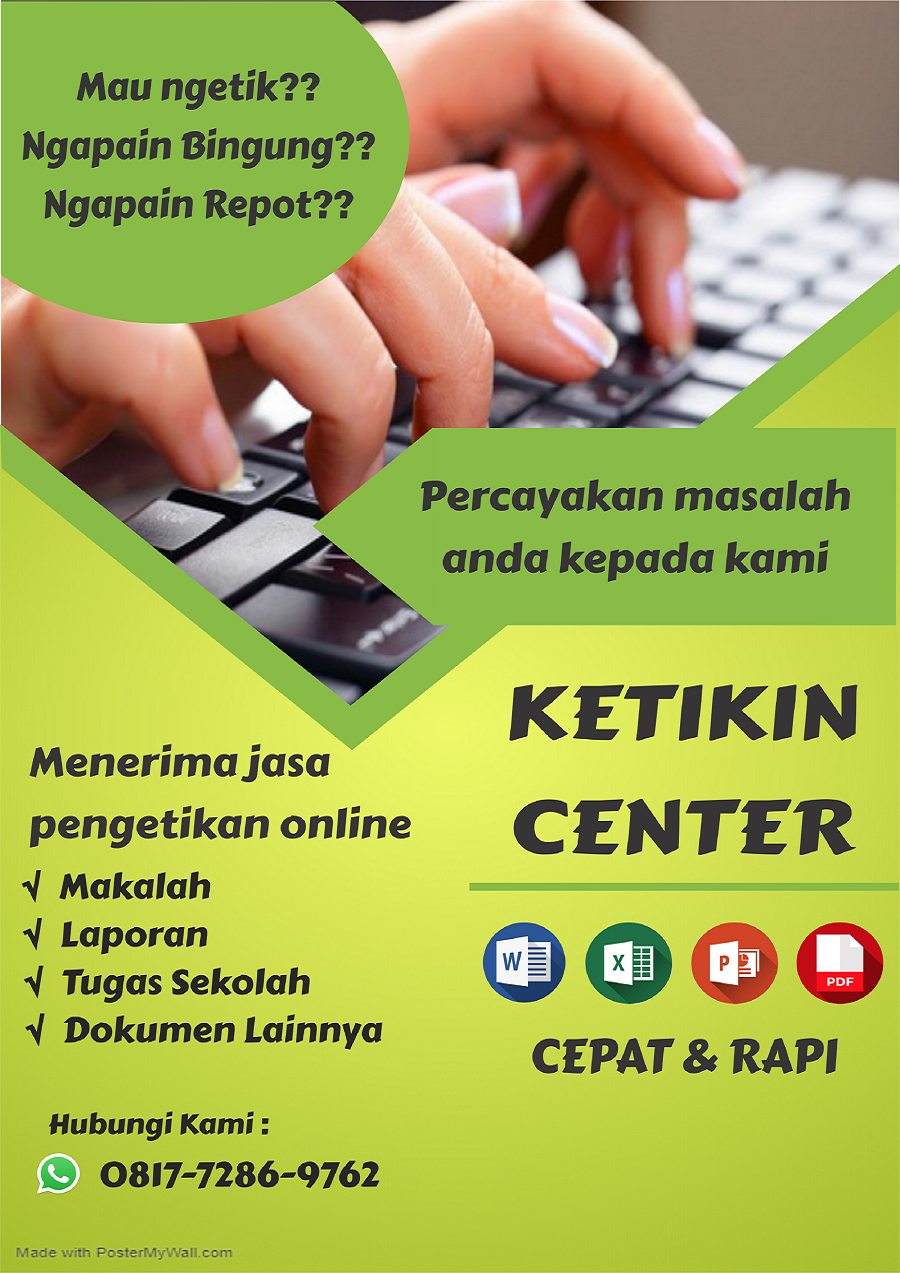 Mau ngetik??
Ngapain Bingung??
Ngapain Repot??
Percayakan masalah
anda kepada kami
KETIKIN
CENTER
Menerima jasa
pengetikan online
√ Makalah
√ Laporan
√ Tugas Sekolah
√ Dokumen Lainnya
W X P PDF
CEPAT & RAPI
Hubungi Kami :
0817-7286-9762
Made with PosterMyWall.com